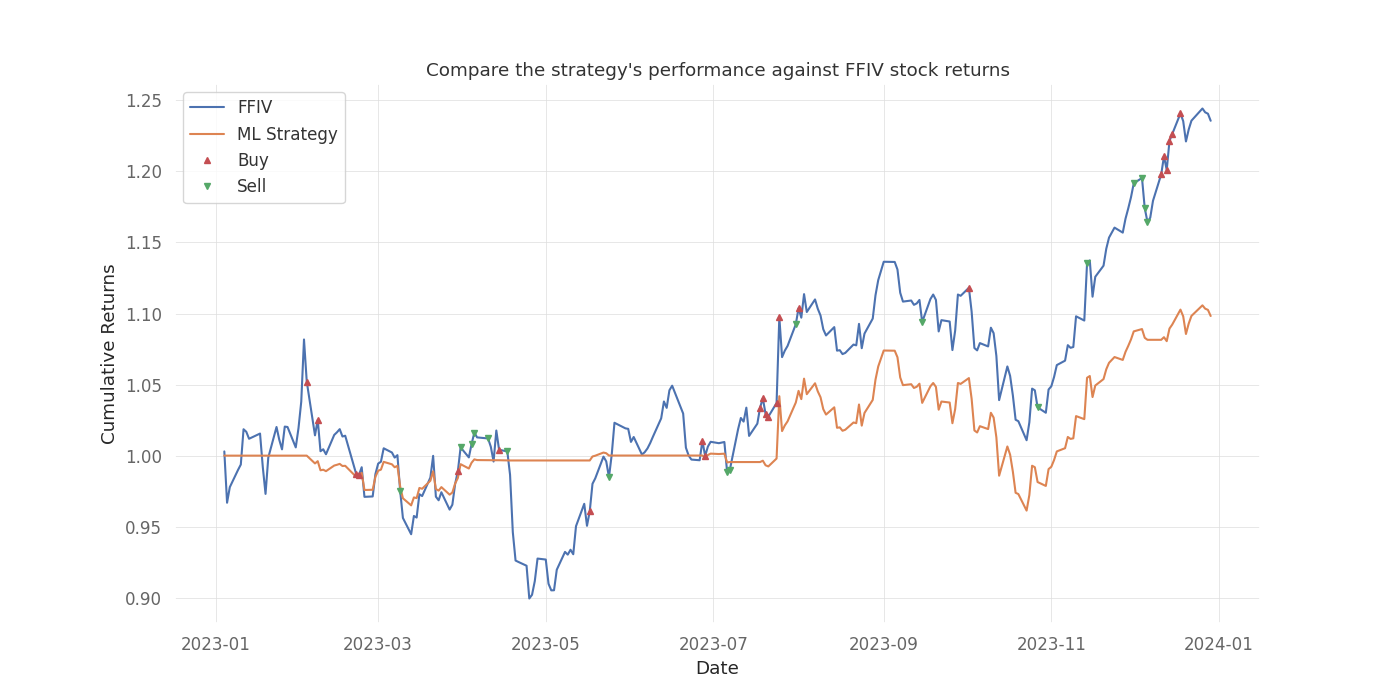 Compare the strategy's performance against FFIV stock returns
FFIV
ML Strategy
Buy
Sell
Cumulative Returns
1.25
1.20
1.15
1.10
1.05
1.00
0.95
0.90
2023-01
2023-03
2023-05
2023-07
2023-09
2023-11
2024-01
Date